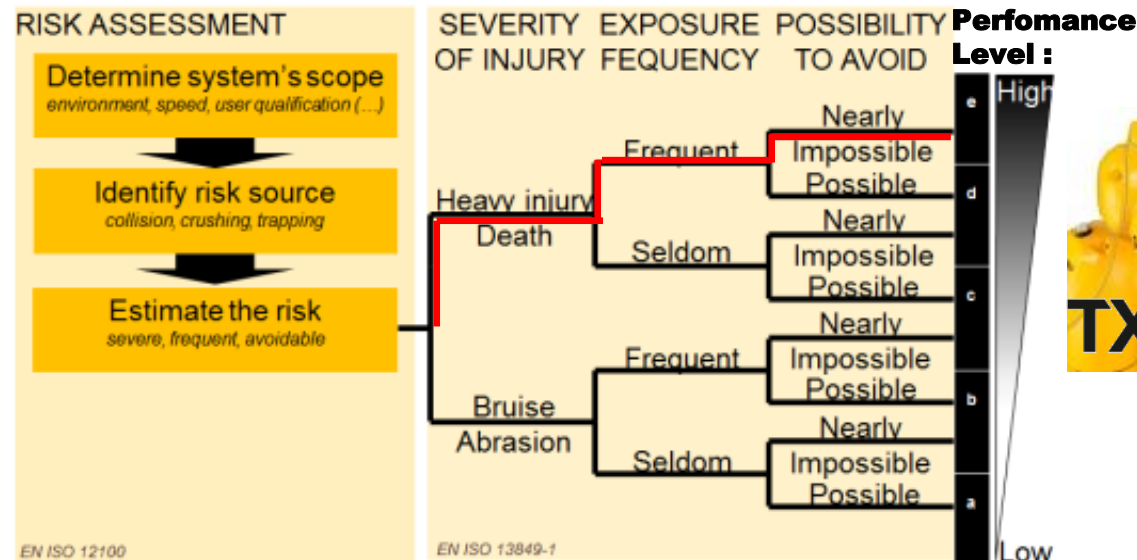 RISK ASSESSMENT
Determine system's scope
environment, speed, user qualification (...)
Identify risk source
collision, crushing, trapping
Estimate the risk
severe, frequent, avoidable
EN ISO 12100
SEVERITY
OF INJURY
EXPOSURE
FEQUENCY
POSSIBILITY
TO AVOID
Heavy injury
Death
Bruise
Abrasion
Frequent
Seldom
Frequent
Seldom
Nearly
Impossible
Possible
Nearly
Impossible
Possible
Nearly
Impossible
Possible
Nearly
Impossible
Possible
EN ISO 13849-1
Perfomance
Level :
e
d
c
b
a
High
Low
TX